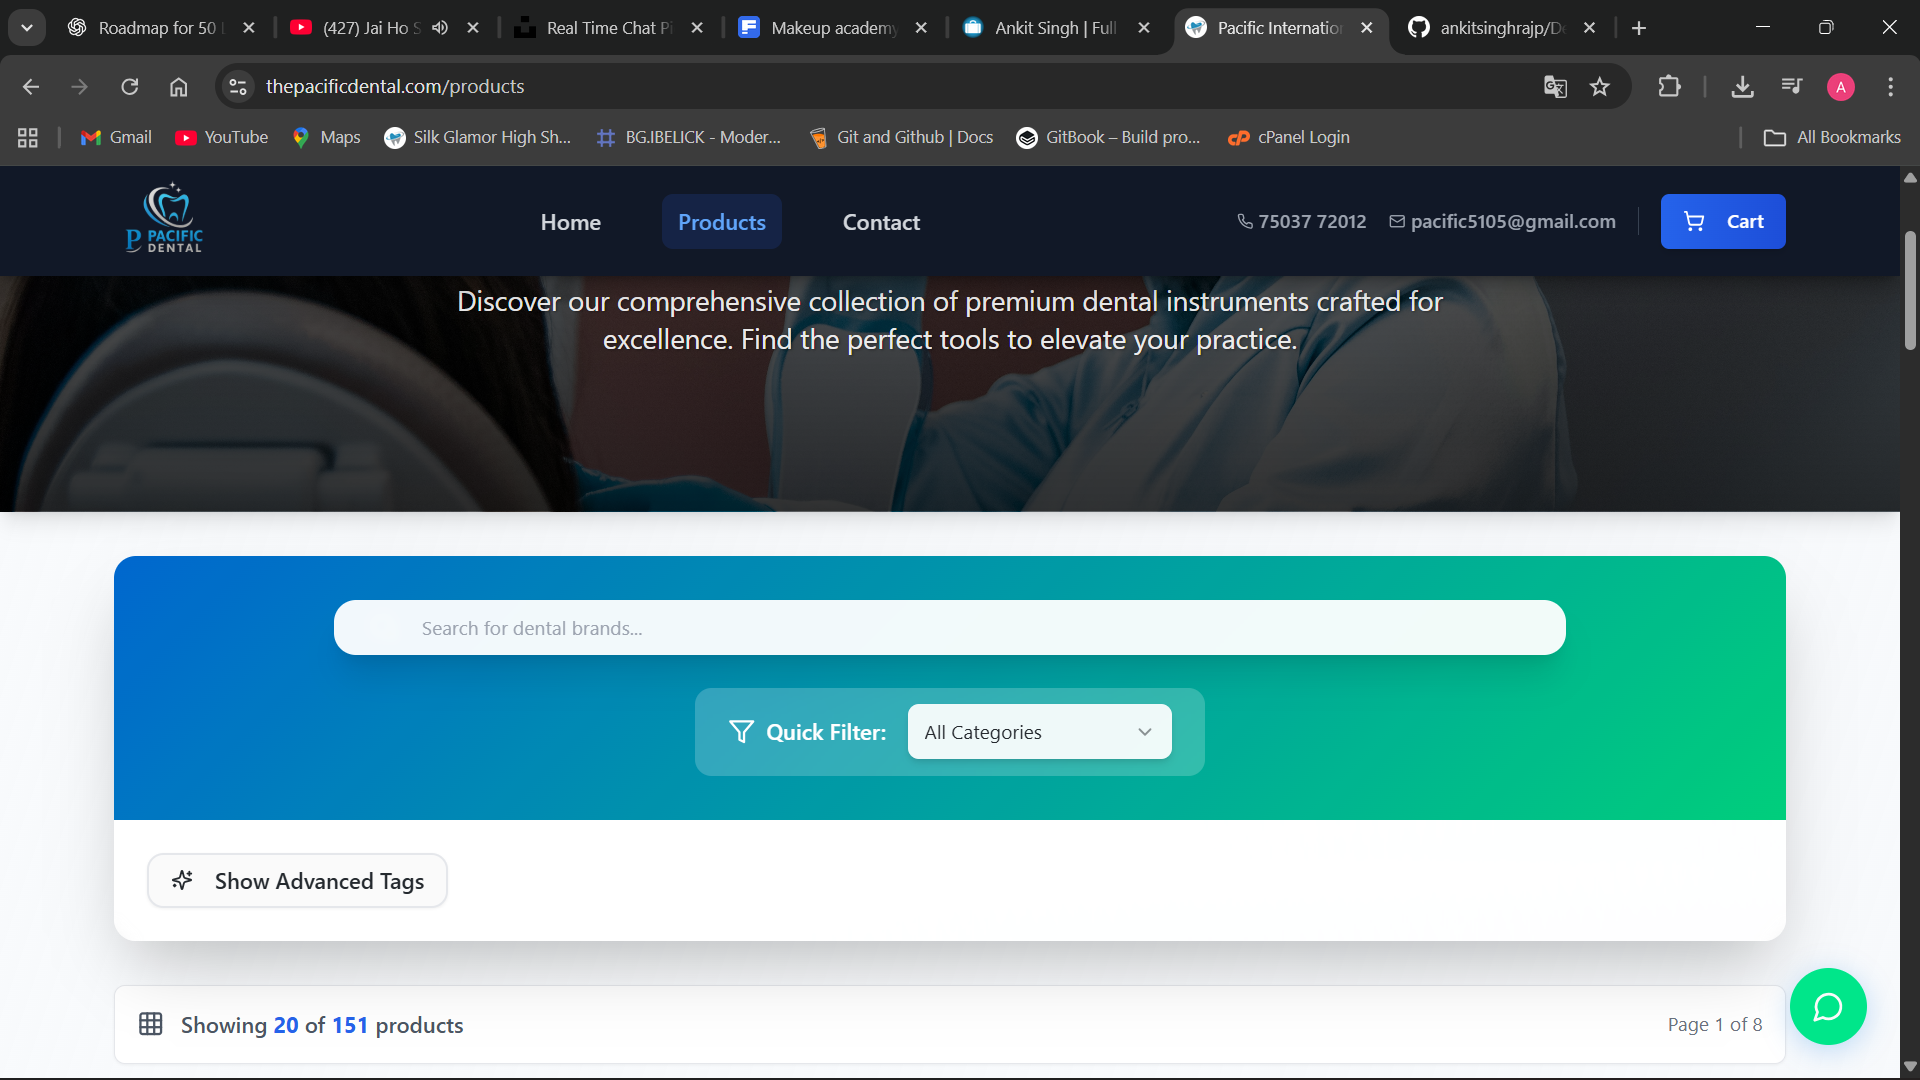 Roadmap for 50
(427) Jai Ho S
Real Time Chat Pi
Makeup academy
Ankit Singh | Full
Pacific Internatio
ankitsinghrajp/De
thepacificdental.com/products
A
Gmail
YouTube
Maps
Silk Glamor High Sh...
BG.IBELICK - Moder...
Git and Github | Docs
GitBook – Build pro...
cPanel Login
All Bookmarks
P PACIFIC
DENTAL
Home
Products
Contact
75037 72012
pacific5105@gmail.com
Cart
Discover our comprehensive collection of premium dental instruments crafted for
excellence. Find the perfect tools to elevate your practice.
Search for dental brands...
Quick Filter:
All Categories
Show Advanced Tags
Showing 20 of 151 products
Page 1 of 8